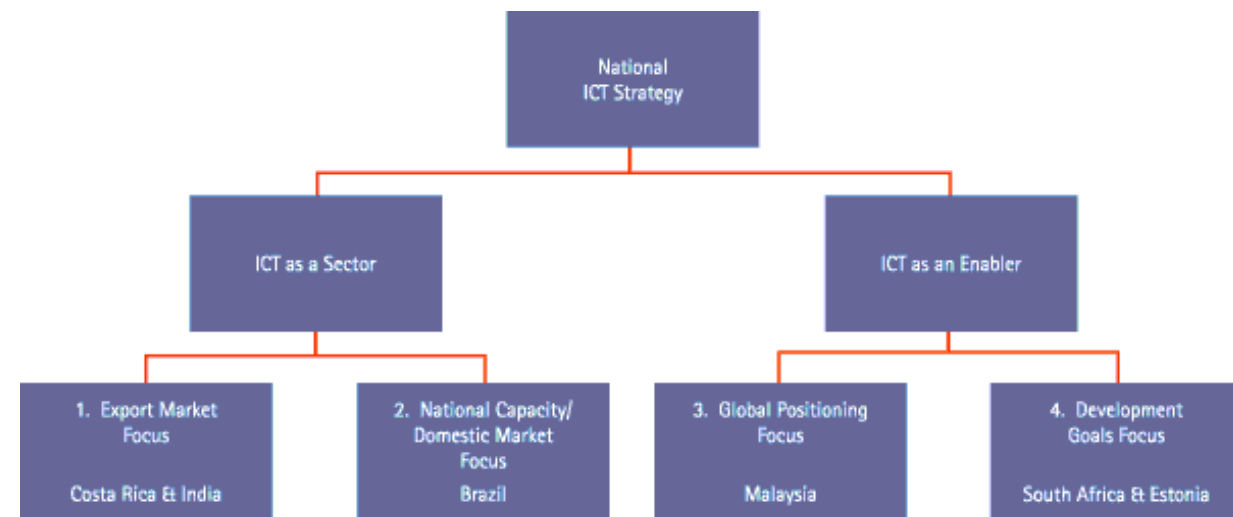 National
ICT Strategy
ICT as a Sector
ICT as an Enabler
1. Export Market
Focus
Costa Rica & India
2. National Capacity/
Domestic Market
Focus
Brazil
3. Global Positioning
Focus
Malaysia
4. Development
Goals Focus
South Africa & Estonia